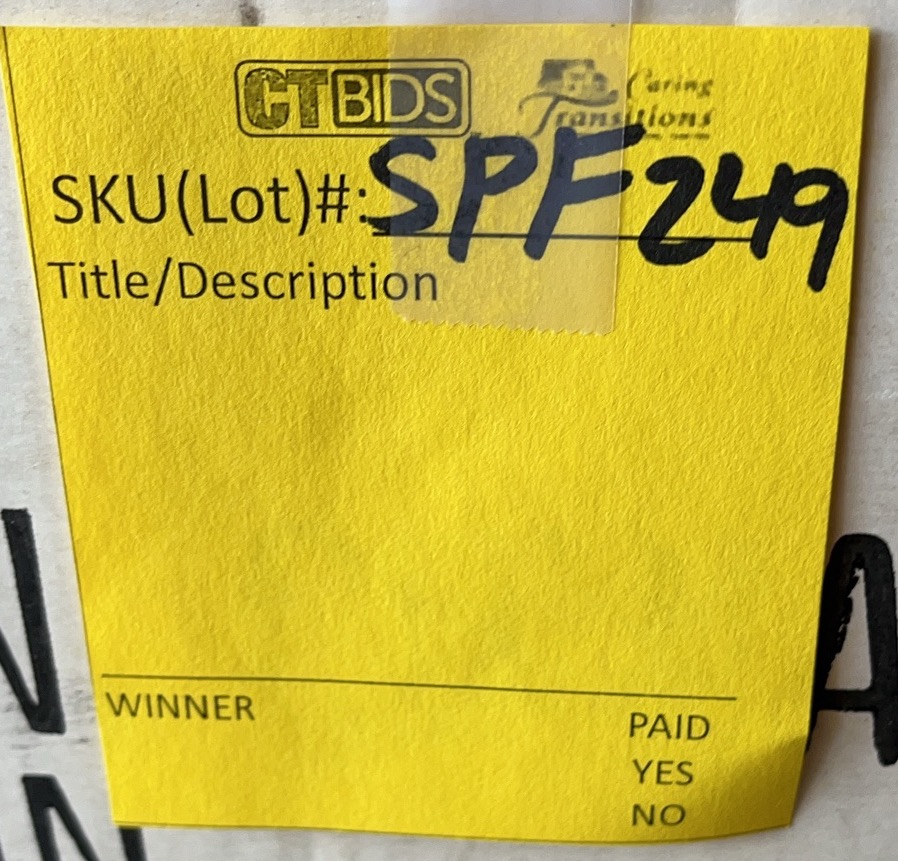 CTBIDS Caring
Transitions
SKU(Lot)#: SPF249
Title/Description
WINNER
PAID
YES
NO